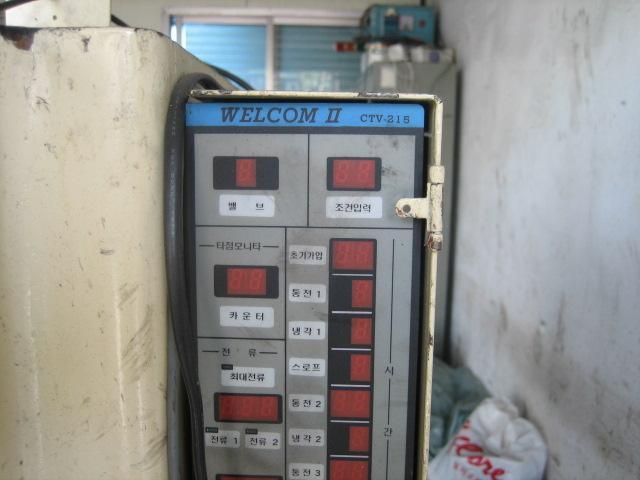 WELCOM II CTV-215
밸 브
조건입력
타점모니타
카운터
전 류
최대전류
전류 1 전류 2
초기가압
통전 1
냉각 1
스로프
통전 2
냉각 2
통전 3
시
간